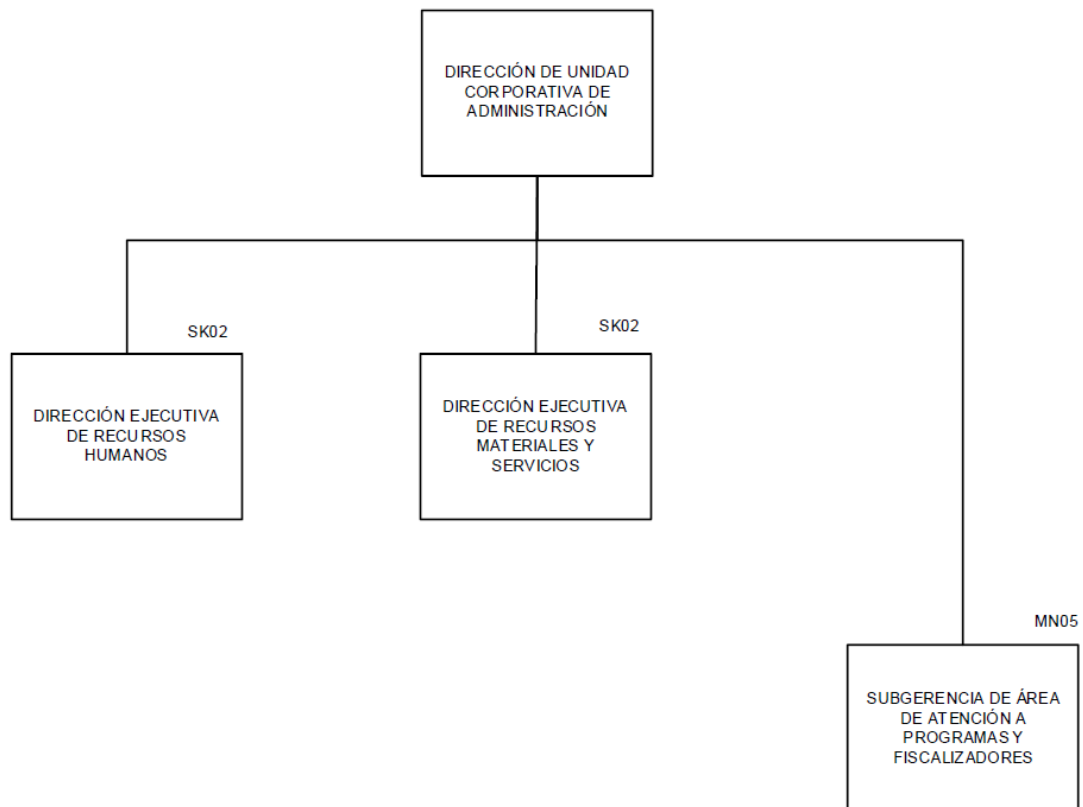 DIRECCIÓN DE UNIDAD
CORPORATIVA DE
ADMINISTRACIÓN
SK02
DIRECCIÓN EJECUTIVA
DE RECURSOS
HUMANOS
SK02
DIRECCIÓN EJECUTIVA
DE RECURSOS
MATERIALES Y
SERVICIOS
MN05
SUBGERENCIA DE ÁREA
DE ATENCIÓN A
PROGRAMAS Y
FISCALIZADORES